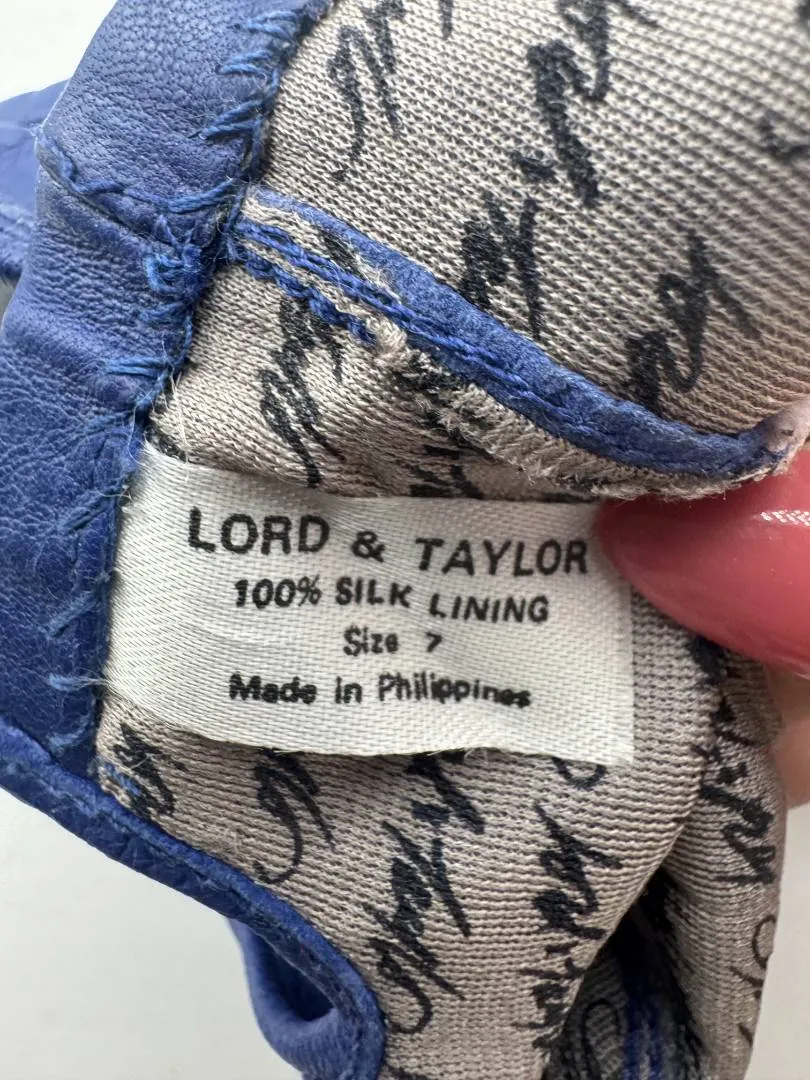 LORD & TAYLOR
100% SILK LINING
Size 7
Made in Philippines